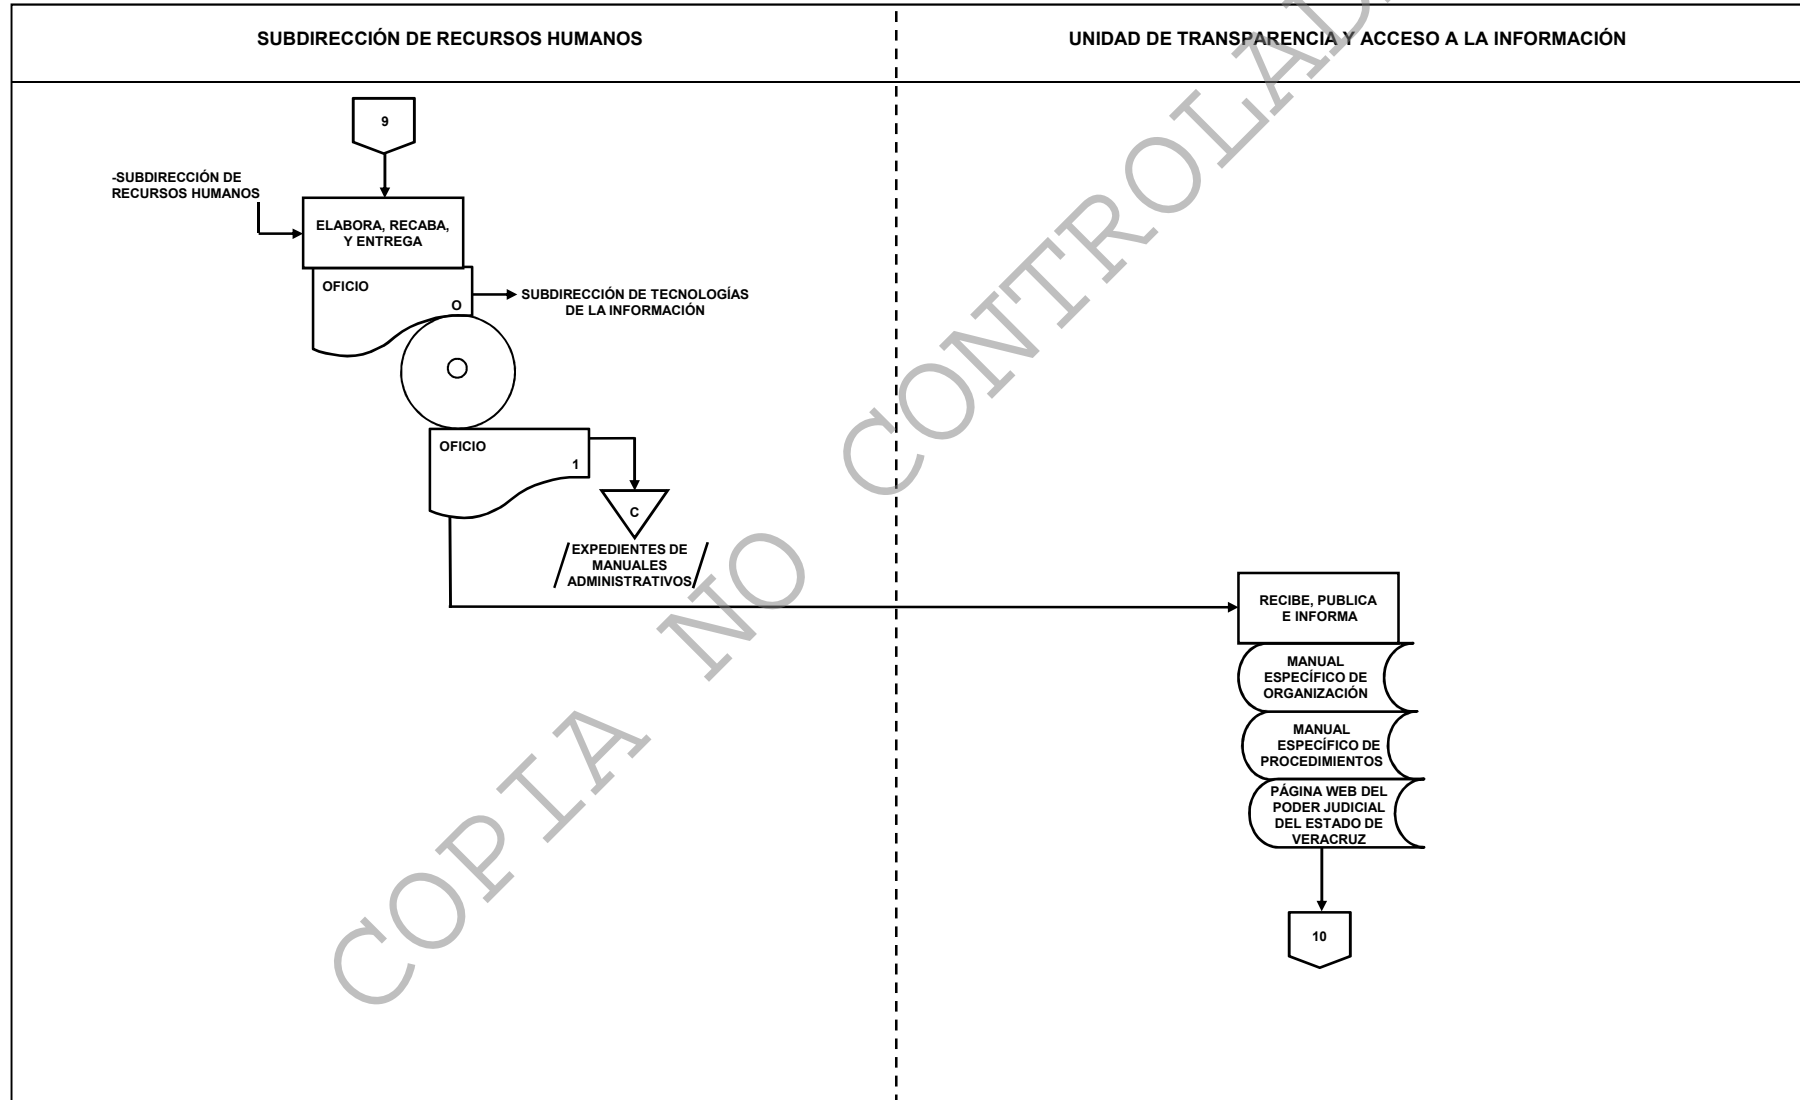 SUBDIRECCIÓN DE RECURSOS HUMANOS
UNIDAD DE TRANSPARENCIA Y ACCESO A LA INFORMACIÓN
9
-SUBDIRECCIÓN DE
RECURSOS HUMANOS
ELABORA, RECABA,
Y ENTREGA
OFICIO
O
SUBDIRECCIÓN DE TECNOLOGÍAS
DE LA INFORMACIÓN
OFICIO
1
C
EXPEDIENTES DE
MANUALES
ADMINISTRATIVOS
RECIBE, PUBLICA
E INFORMA
MANUAL
ESPECÍFICO DE
ORGANIZACIÓN
MANUAL
ESPECÍFICO DE
PROCEDIMIENTOS
PÁGINA WEB DEL
PODER JUDICIAL
DEL ESTADO DE
VERACRUZ
10
COPIA NO CONTROLAD